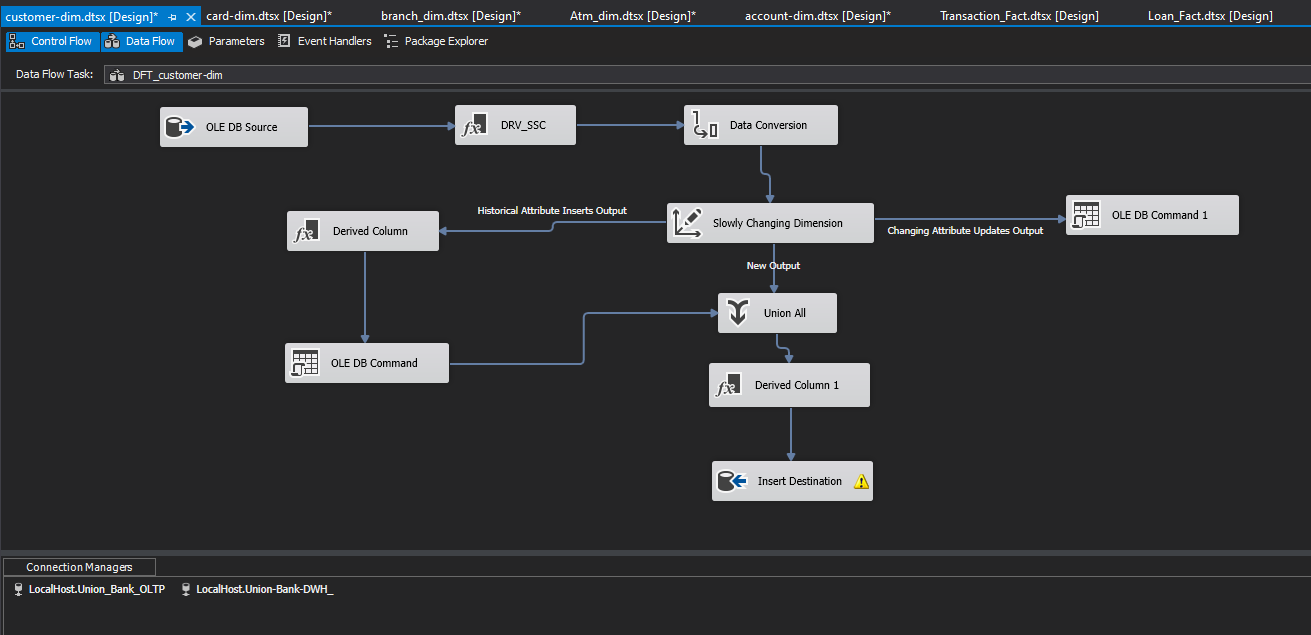 customer-dim.dtsx [Design]*
card-dim.dtsx [Design]*
branch_dim.dtsx [Design]*
Atm_dim.dtsx [Design]*
account-dim.dtsx [Design]*
Transaction_Fact.dtsx [Design]
Loan_Fact.dtsx [Design]
Control Flow
Data Flow
Parameters
Event Handlers
Package Explorer
Data Flow Task:
DFT_customer-dim
OLE DB Source
fx
DRV_SSC
Data Conversion
Historical Attribute Inserts Output
fx
Derived Column
Slowly Changing Dimension
Changing Attribute Updates Output
OLE DB Command 1
New Output
Union All
OLE DB Command
fx
Derived Column 1
Insert Destination
Connection Managers
LocalHost.Union_Bank_OLTP
LocalHost.Union-Bank-DWH_